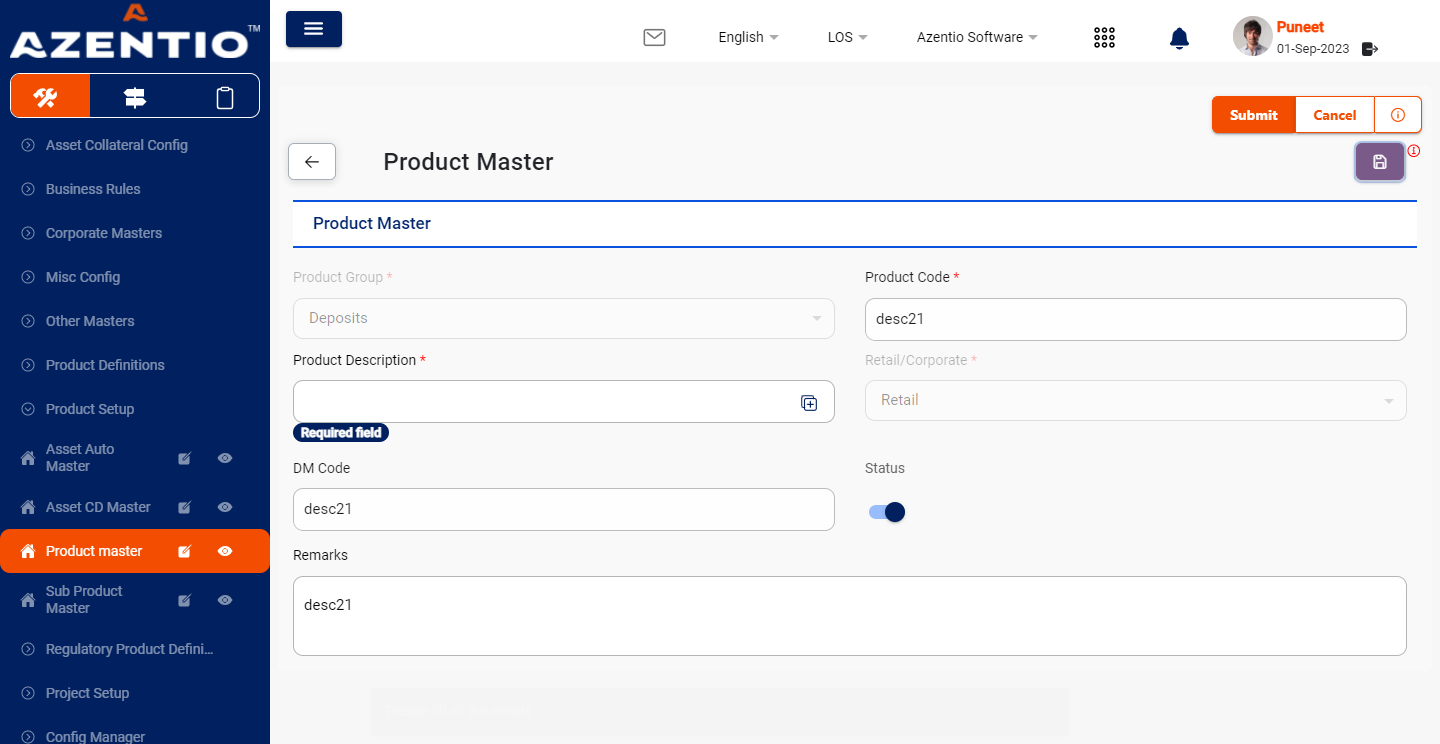 AZENTIO™
English
LOS
Azentio Software
Puneet
01-Sep-2023
Asset Collateral Config
Business Rules
Corporate Masters
Misc Config
Other Masters
Product Definitions
Product Setup
Asset Auto
Master
Asset CD Master
Product master
Sub Product
Master
Regulatory Product Defini...
Project Setup
Config Manager
Submit
Cancel
Product Master
Product Master
Product Group *
Product Code *
Deposits
desc21
Product Description *
Retail/Corporate *
Retail
Required field
DM Code
Status
desc21
Remarks
desc21